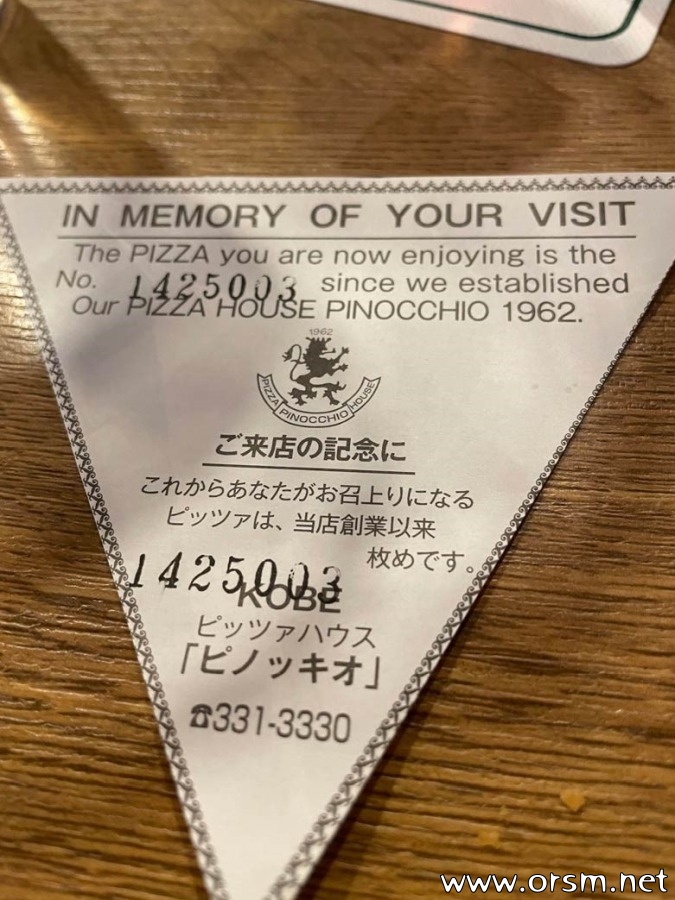 IN MEMORY OF YOUR VISIT
The PIZZA you are now enjoying is the
No. 1425003 since we established
Our PIZZA HOUSE PINOCCHIO 1962.
1962
PIZZA PINOCCHIO HOUSE
ご来店の記念に
これからあなたがお召上りになる
ピッツァは、当店創業以来
枚めです。
1425003
KOBE
ピッツァハウス
「ピノッキオ」
☎331-3330
www.orsm.net